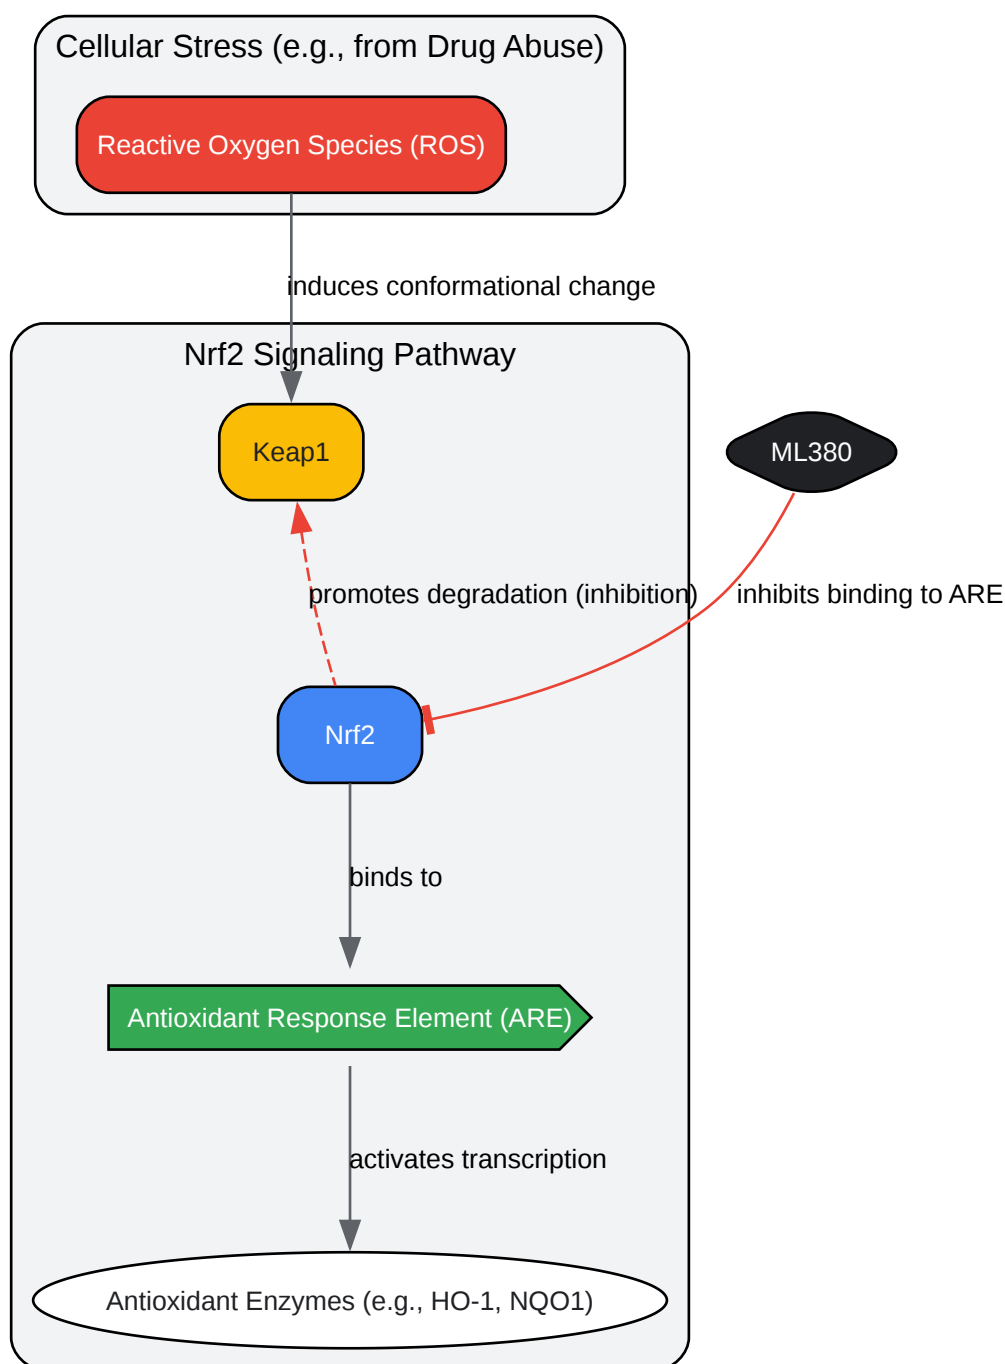 Cellular Stress (e.g., from Drug Abuse)
Reactive Oxygen Species (ROS)
induces conformational change
Nrf2 Signaling Pathway
Keap1
ML380
promotes degradation (inhibition)
inhibits binding to ARE
Nrf2
binds to
Antioxidant Response Element (ARE)
activates transcription
Antioxidant Enzymes (e.g., HO-1, NQO1)